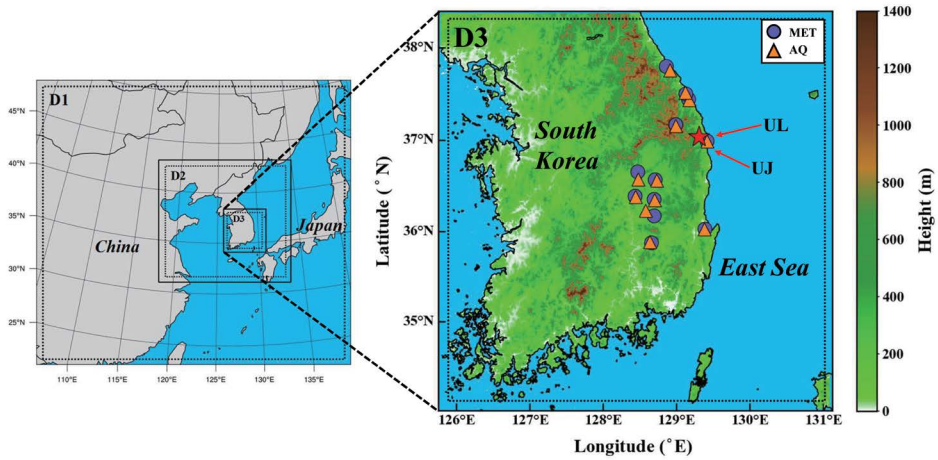 D1
D2
D3
China
Japan
45°N
40°N
35°N
30°N
25°N
110°E
115°E
120°E
125°E
130°E
135°E
D3
MET
AQ
South
Korea
UL
UJ
East Sea
38°N
37°N
36°N
35°N
Latitude (°N)
126°E
127°E
128°E
129°E
130°E
131°E
Longitude (°E)
1400
1200
1000
800
600
400
200
0
Height (m)